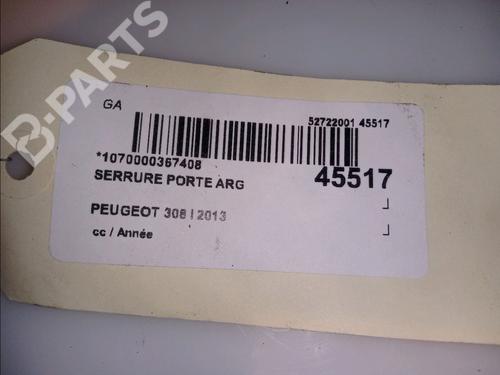 B-PARTS
GA
52722001 45517
*1070000367408
SERRURE PORTE ARG
45517
PEUGEOT 308 I 2013
cc / Année